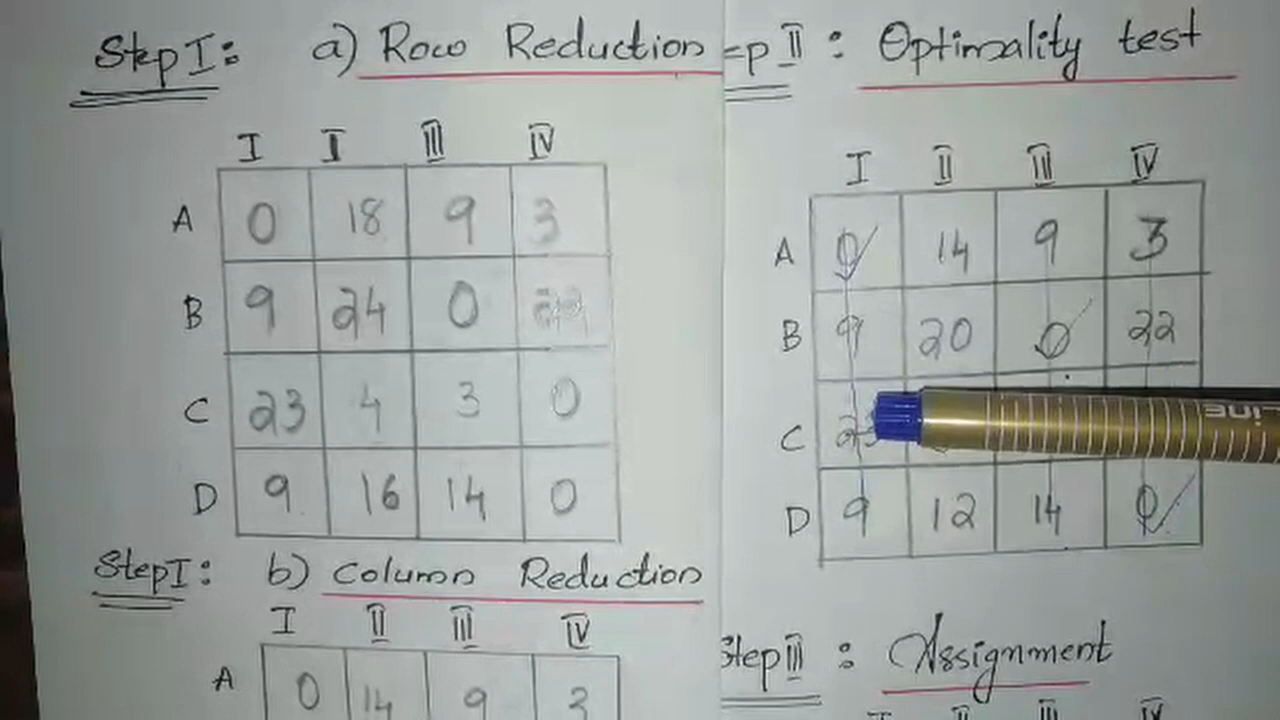 Step I: a) Row Reduction
I I III IV
A 0 18 9 3
B 9 24 0 22
C 23 4 3 0
D 9 16 14 0
Step I: b) Column Reduction
I II III IV
A 0 14 9 3
=p II : Optimality test
I II III IV
A 0 14 9 3
B 9 20 0 22
C 23
D 9 12 14 0
Step III : Assignment